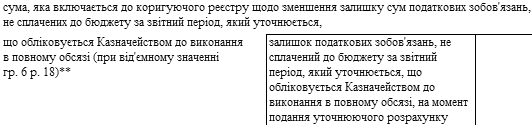 сума, яка включається до коригуючого реєстру щодо зменшення залишку сум податкових зобов'язань,
не сплачених до бюджету за звітний період, який уточнюється,
що обліковується Казначейством до виконання
в повному обсязі (при від'ємному значенні
гр. 6 р. 18)**
залишок податкових зобов'язань, не
сплачений до бюджету за звітний
період, який уточнюється, що
обліковується Казначейством до
виконання в повному обсязі, на момент
подання уточнюючого розрахунку